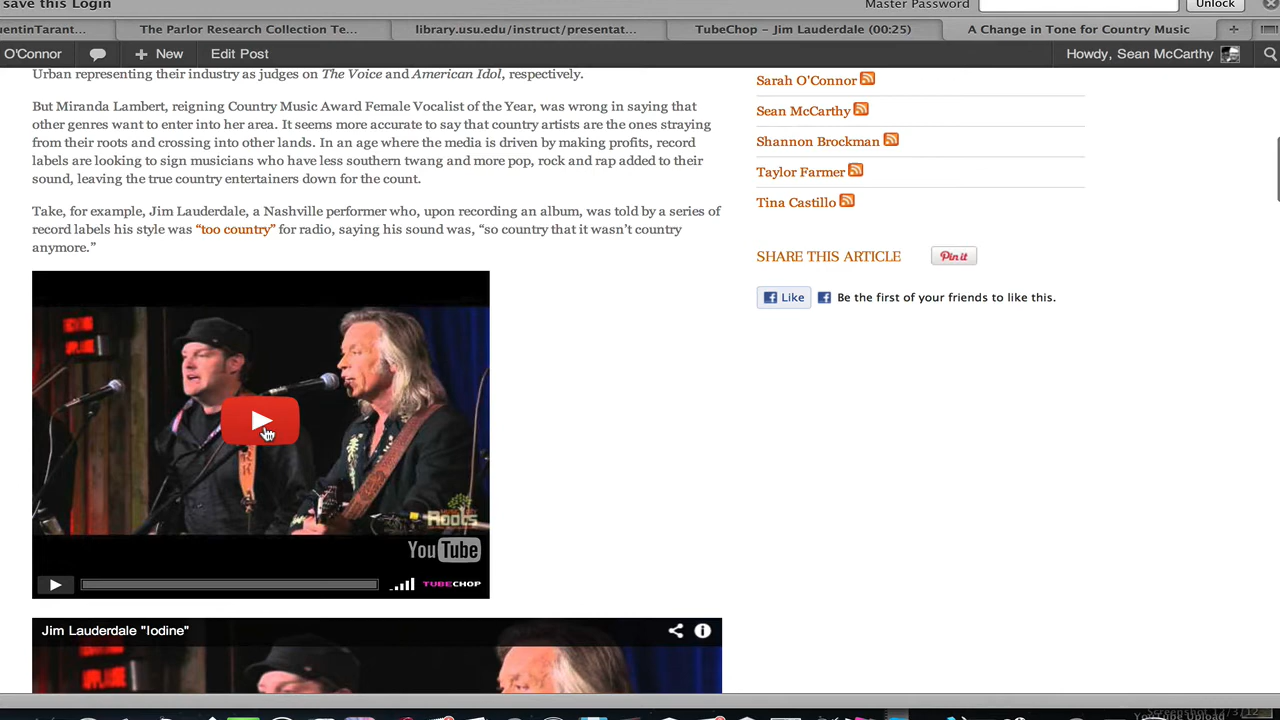 save this Login
Master Password
Unlock
uentinTarant...
The Parlor Research Collection Te...
library.usu.edu/instruct/presentat...
TubeChop – Jim Lauderdale (00:25)
A Change in Tone for Country Music
O'Connor
New
Edit Post
Howdy, Sean McCarthy
Urban representing their industry as judges on The Voice and American Idol, respectively.
But Miranda Lambert, reigning Country Music Award Female Vocalist of the Year, was wrong in saying that
other genres want to enter into her area. It seems more accurate to say that country artists are the ones straying
from their roots and crossing into other lands. In an age where the media is driven by making profits, record
labels are looking to sign musicians who have less southern twang and more pop, rock and rap added to their
sound, leaving the true country entertainers down for the count.
Take, for example, Jim Lauderdale, a Nashville performer who, upon recording an album, was told by a series of
record labels his style was “too country” for radio, saying his sound was, “so country that it wasn’t country
anymore.”
Roots
YouTube
TUBECHOP
Jim Lauderdale "Iodine"
Sarah O'Connor
Sean McCarthy
Shannon Brockman
Taylor Farmer
Tina Castillo
SHARE THIS ARTICLE
Pin it
Like
Be the first of your friends to like this.
YouTube Upload